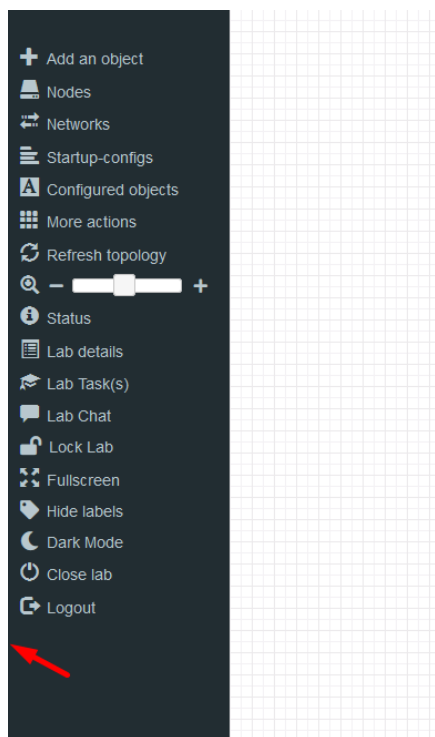 Add an object
Nodes
Networks
Startup-configs
A Configured objects
More actions
Refresh topology
Status
Lab details
Lab Task(s)
Lab Chat
Lock Lab
Fullscreen
Hide labels
Dark Mode
Close lab
Logout